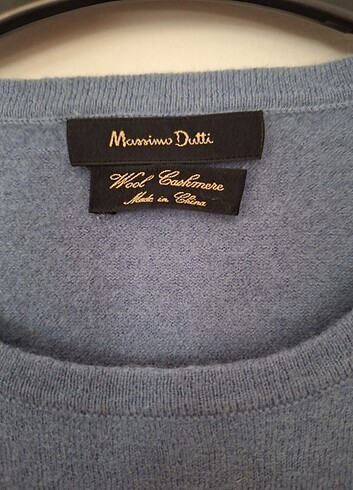 Massimo Dutti
Wool Cashmere
Made in China